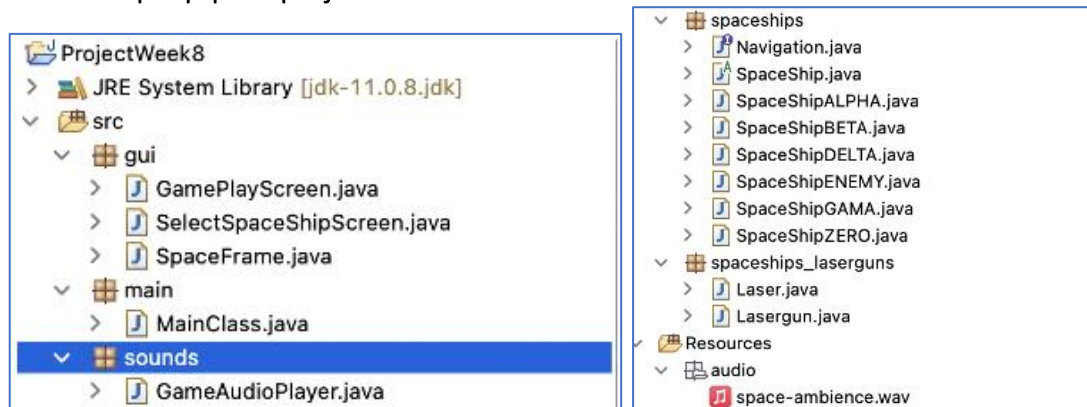 ProjectWeek8
JRE System Library [jdk-11.0.8.jdk]
src
gui
GamePlayScreen.java
SelectSpaceShipScreen.java
SpaceFrame.java
main
MainClass.java
sounds
GameAudioPlayer.java
spaceships
Navigation.java
SpaceShip.java
SpaceShipALPHA.java
SpaceShipBETA.java
SpaceShipDELTA.java
SpaceShipENEMY.java
SpaceShipGAMA.java
SpaceShipZERO.java
spaceships_laserguns
Laser.java
Lasergun.java
Resources
audio
space-ambience.wav